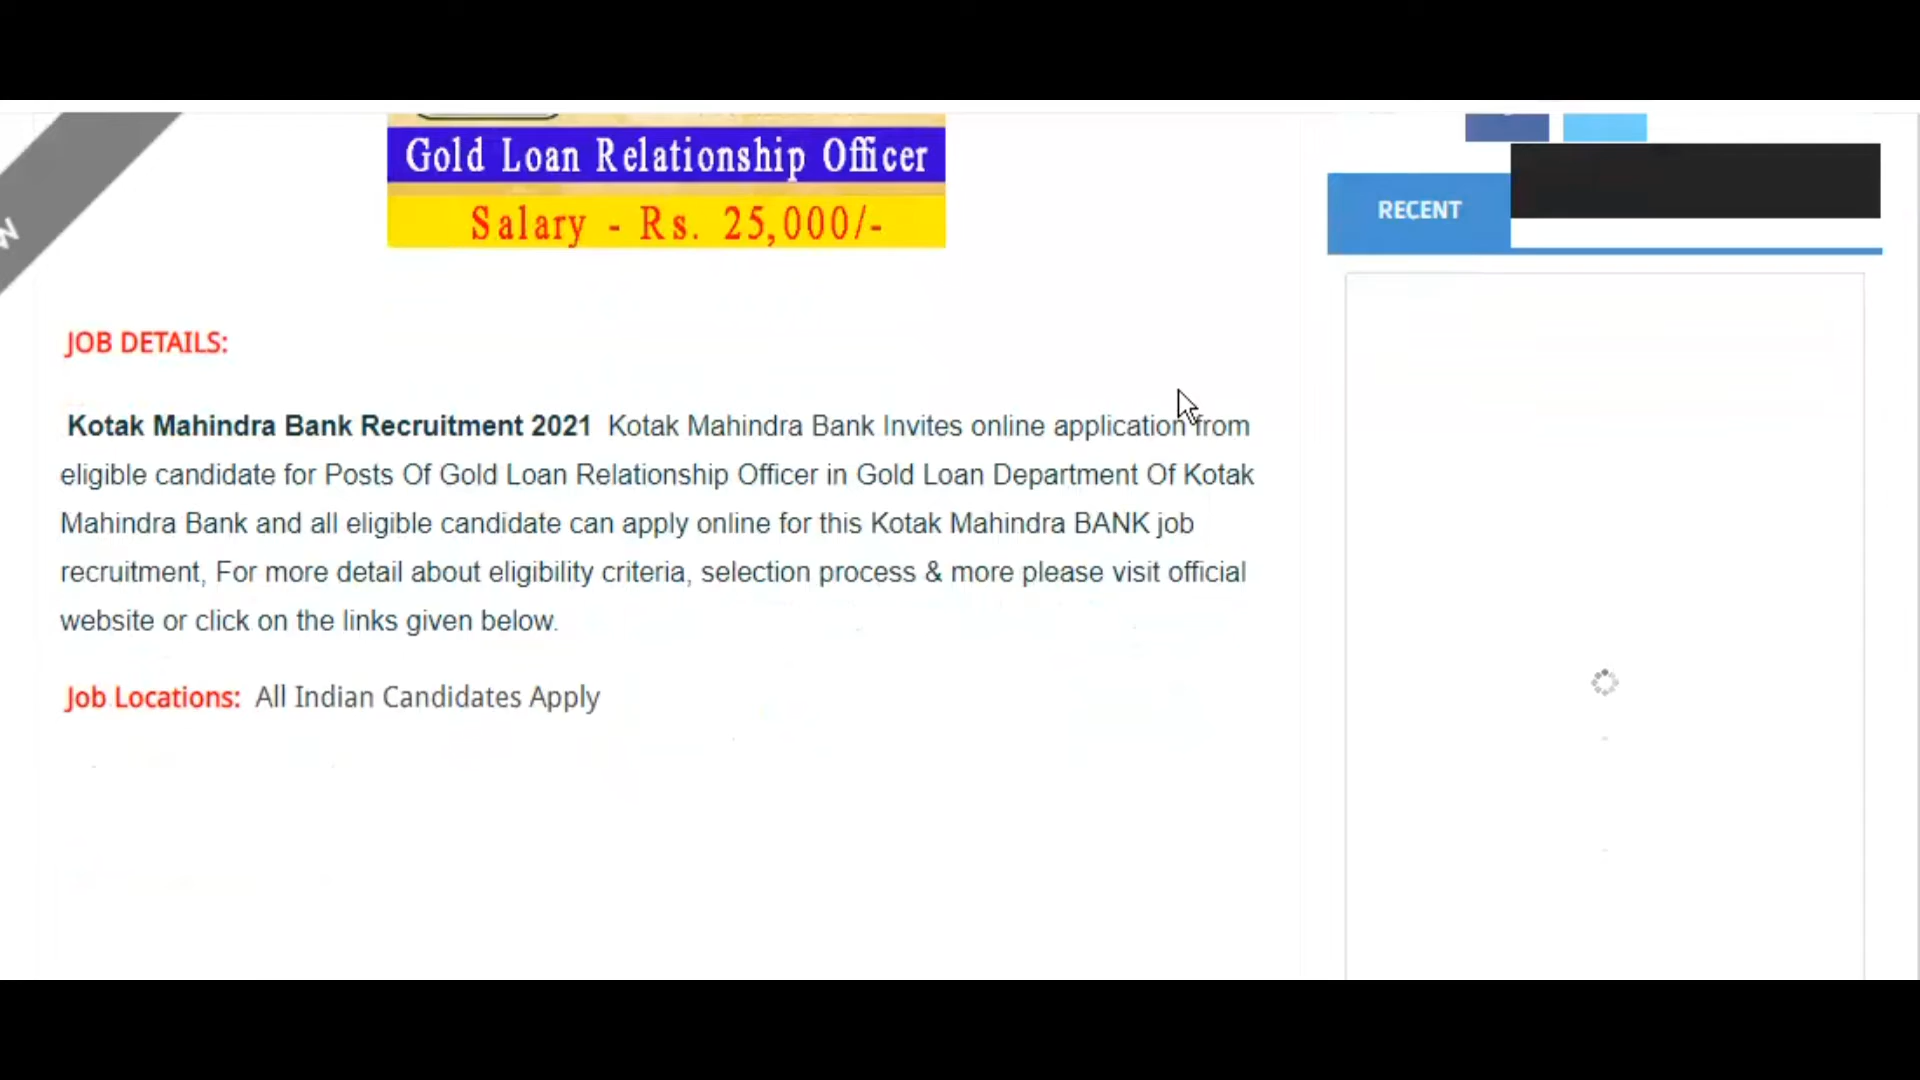 Gold Loan Relationship Officer
Salary - Rs. 25,000/-
RECENT
JOB DETAILS:
Kotak Mahindra Bank Recruitment 2021 Kotak Mahindra Bank Invites online application from
eligible candidate for Posts Of Gold Loan Relationship Officer in Gold Loan Department Of Kotak
Mahindra Bank and all eligible candidate can apply online for this Kotak Mahindra BANK job
recruitment, For more detail about eligibility criteria, selection process & more please visit official
website or click on the links given below.
Job Locations: All Indian Candidates Apply